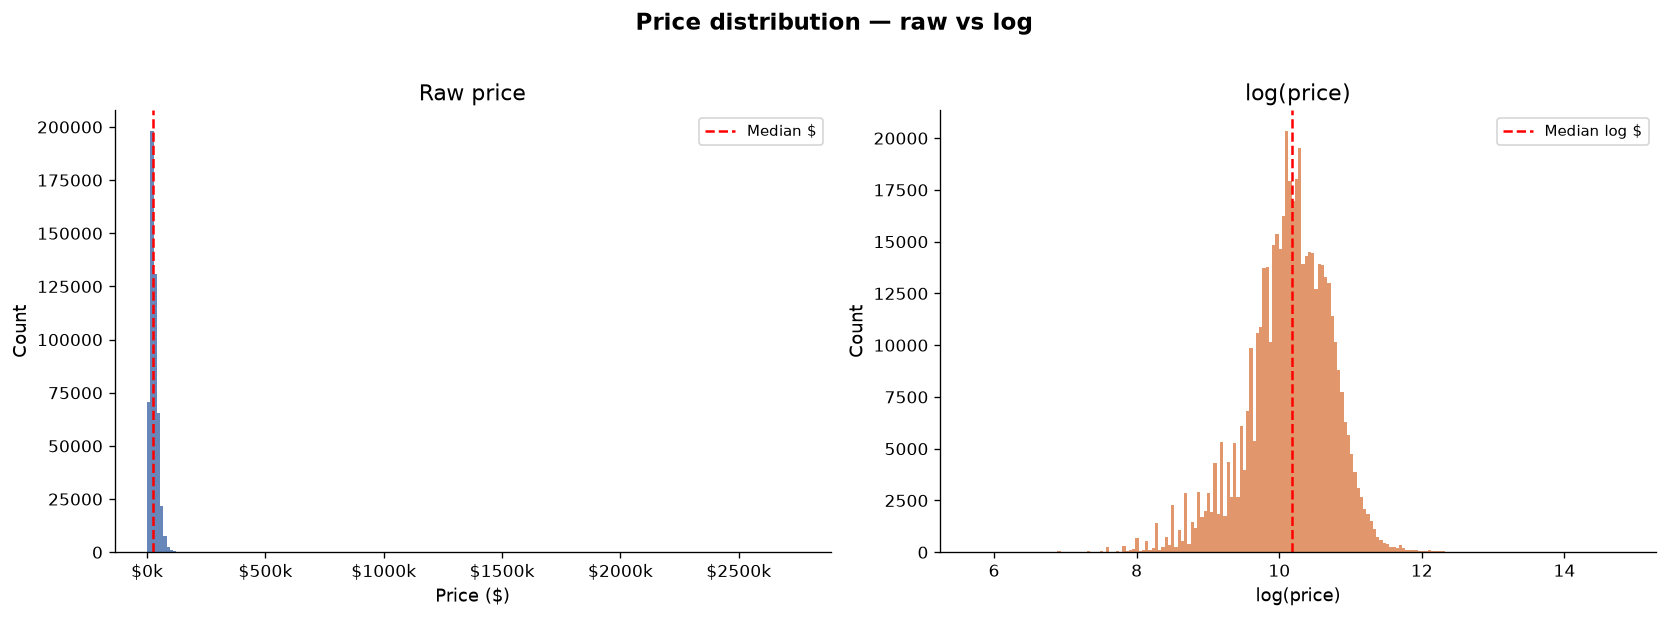 Price distribution — raw vs log
Raw price
Median $
200000
175000
150000
125000
100000
75000
50000
25000
0
Count
$0k
$500k
$1000k
$1500k
$2000k
$2500k
Price ($)
log(price)
Median log $
20000
17500
15000
12500
10000
7500
5000
2500
0
Count
6
8
10
12
14
log(price)